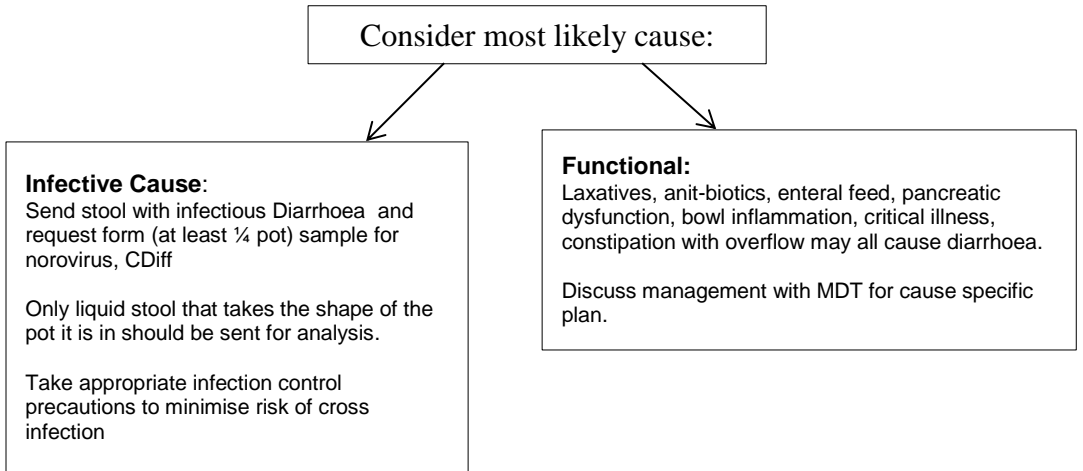 Consider most likely cause:
Infective Cause:
Send stool with infectious Diarrhoea and
request form (at least ¼ pot) sample for
norovirus, CDiff
Only liquid stool that takes the shape of the
pot it is in should be sent for analysis.
Take appropriate infection control
precautions to minimise risk of cross
infection
Functional:
Laxatives, anit-biotics, enteral feed, pancreatic
dysfunction, bowl inflammation, critical illness,
constipation with overflow may all cause diarrhoea.
Discuss management with MDT for cause specific
plan.